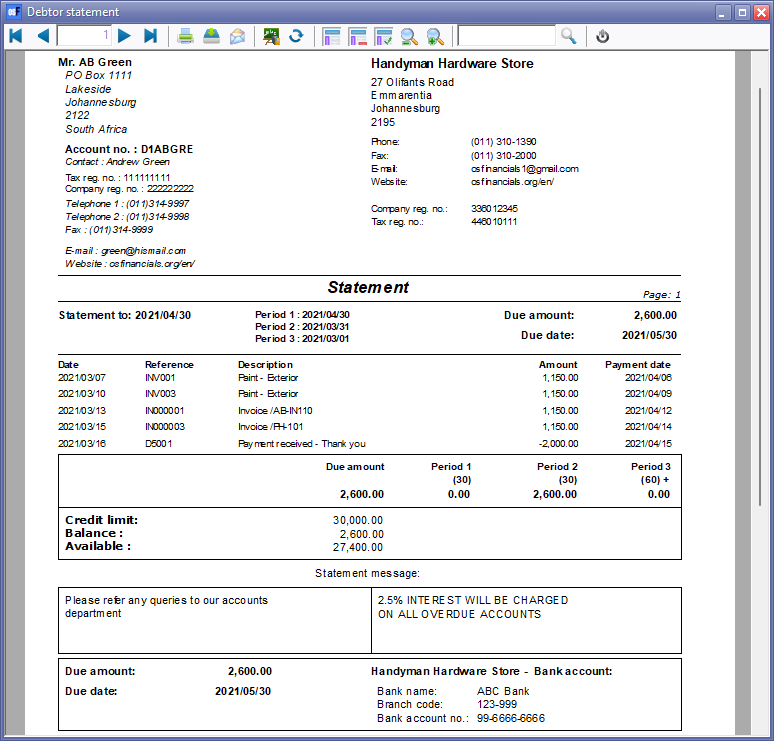 Debtor statement
1
Mr. AB Green
PO Box 1111
Lakeside
Johannesburg
2122
South Africa
Account no. : D1ABGRE
Contact : Andrew Green
Tax reg. no. : 111111111
Company reg. no. : 222222222
Telephone 1 : (011)314-9997
Telephone 2 : (011)314-9998
Fax : (011)314-9999
E-mail : green@hismail.com
Website : osfinancials.org/en/
Handyman Hardware Store
27 Olifants Road
Emmarentia
Johannesburg
2195
Phone: (011) 310-1390
Fax: (011) 310-2000
E-mail: osfinancials1@gmail.com
Website: osfinancials.org/en/
Company reg. no.: 336012345
Tax reg. no.: 446010111
Statement
Page: 1
Statement to: 2021/04/30
Period 1 : 2021/04/30
Period 2 : 2021/03/31
Period 3 : 2021/03/01
Due amount: 2,600.00
Due date: 2021/05/30
Date Reference Description Amount Payment date
2021/03/07 INV001 Paint - Exterior 1,150.00 2021/04/06
2021/03/10 INV003 Paint - Exterior 1,150.00 2021/04/09
2021/03/13 IN000001 Invoice /AB-IN110 1,150.00 2021/04/12
2021/03/15 IN000003 Invoice /PH-101 1,150.00 2021/04/14
2021/03/16 D5001 Payment received - Thank you -2,000.00 2021/04/15
Due amount Period 1 Period 2 Period 3
(30) (30) (60) +
2,600.00 0.00 2,600.00 0.00
Credit limit: 30,000.00
Balance : 2,600.00
Available : 27,400.00
Statement message:
Please refer any queries to our accounts
department
2.5% INTEREST WILL BE CHARGED
ON ALL OVERDUE ACCOUNTS
Due amount: 2,600.00
Due date: 2021/05/30
Handyman Hardware Store - Bank account:
Bank name: ABC Bank
Branch code: 123-999
Bank account no.: 99-6666-6666